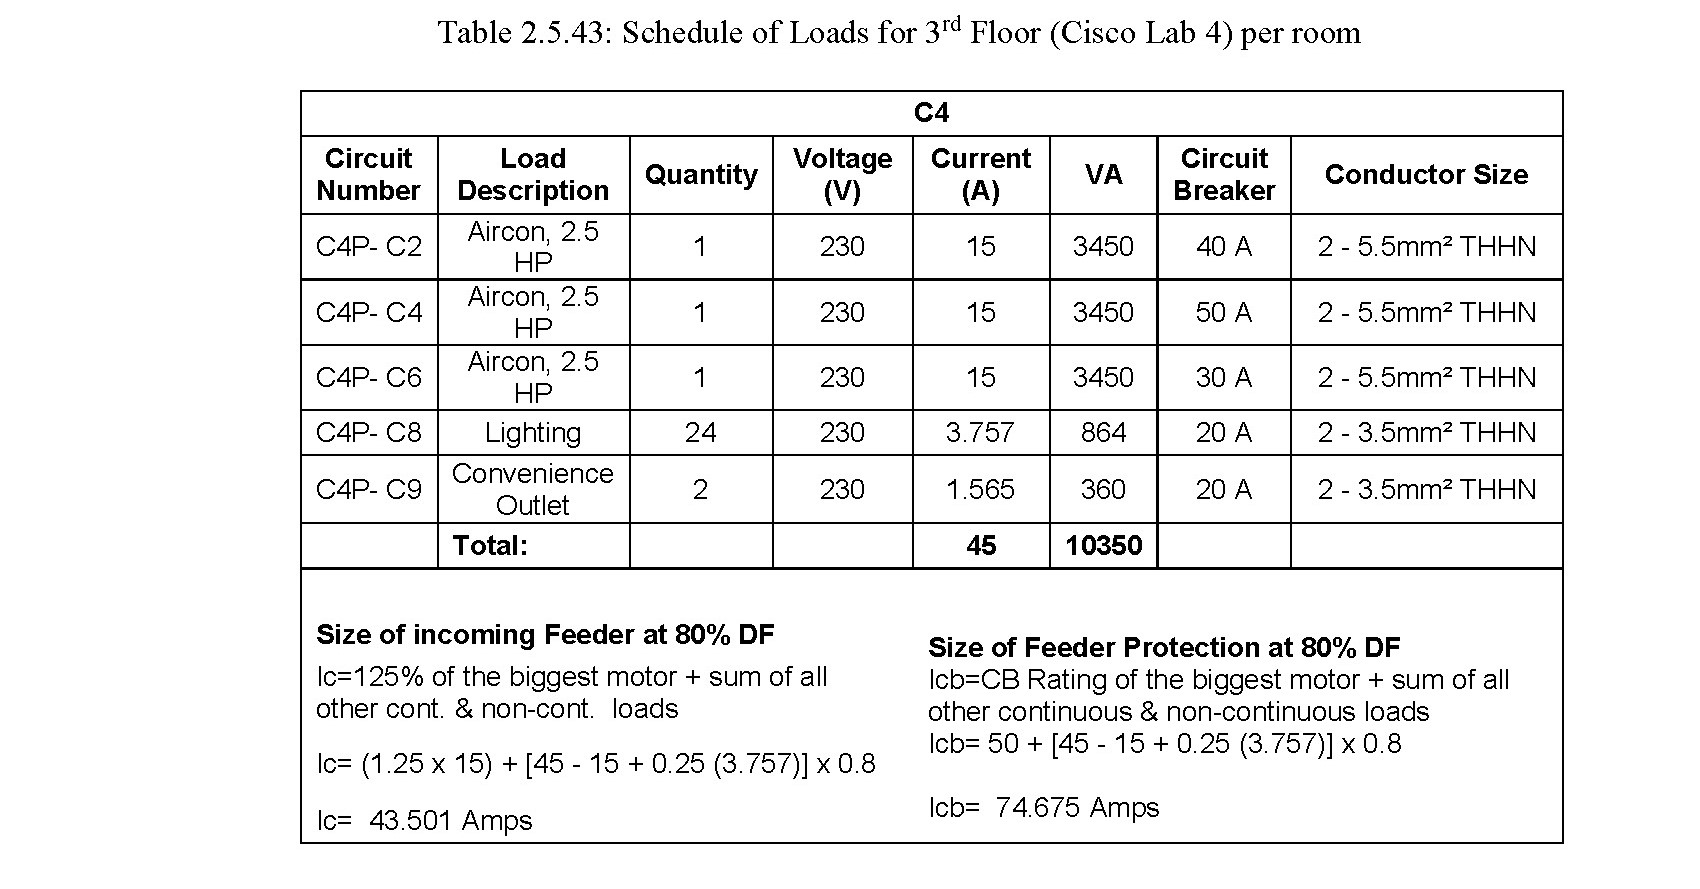 Table 2.5.43: Schedule of Loads for 3rd Floor (Cisco Lab 4) per room
C4
Circuit Number | Load Description | Quantity | Voltage (V) | Current (A) | VA | Circuit Breaker | Conductor Size
C4P- C2 | Aircon, 2.5 HP | 1 | 230 | 15 | 3450 | 40 A | 2 - 5.5mm² THHN
C4P- C4 | Aircon, 2.5 HP | 1 | 230 | 15 | 3450 | 50 A | 2 - 5.5mm² THHN
C4P- C6 | Aircon, 2.5 HP | 1 | 230 | 15 | 3450 | 30 A | 2 - 5.5mm² THHN
C4P- C8 | Lighting | 24 | 230 | 3.757 | 864 | 20 A | 2 - 3.5mm² THHN
C4P- C9 | Convenience Outlet | 2 | 230 | 1.565 | 360 | 20 A | 2 - 3.5mm² THHN
Total: | 45 | 10350
Size of incoming Feeder at 80% DF
Ic=125% of the biggest motor + sum of all
other cont. & non-cont. loads
Ic= (1.25 x 15) + [45 - 15 + 0.25 (3.757)] x 0.8
Ic= 43.501 Amps
Size of Feeder Protection at 80% DF
Icb=CB Rating of the biggest motor + sum of all
other continuous & non-continuous loads
Icb= 50 + [45 - 15 + 0.25 (3.757)] x 0.8
Icb= 74.675 Amps